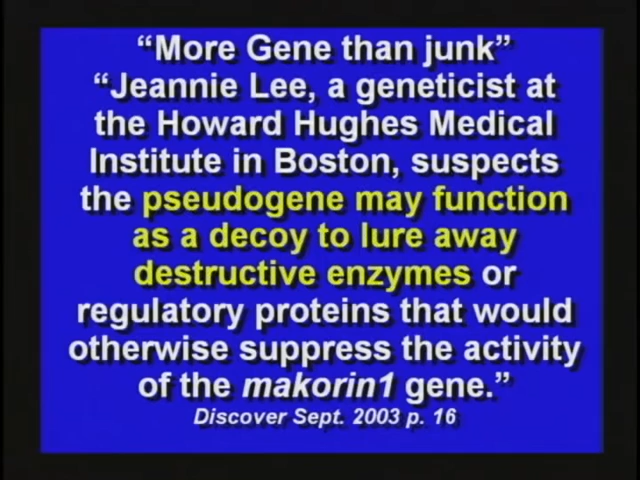 “More Gene than junk”
“Jeannie Lee, a geneticist at
the Howard Hughes Medical
Institute in Boston, suspects
the pseudogene may function
as a decoy to lure away
destructive enzymes or
regulatory proteins that would
otherwise suppress the activity
of the makorin1 gene.”
Discover Sept. 2003 p. 16